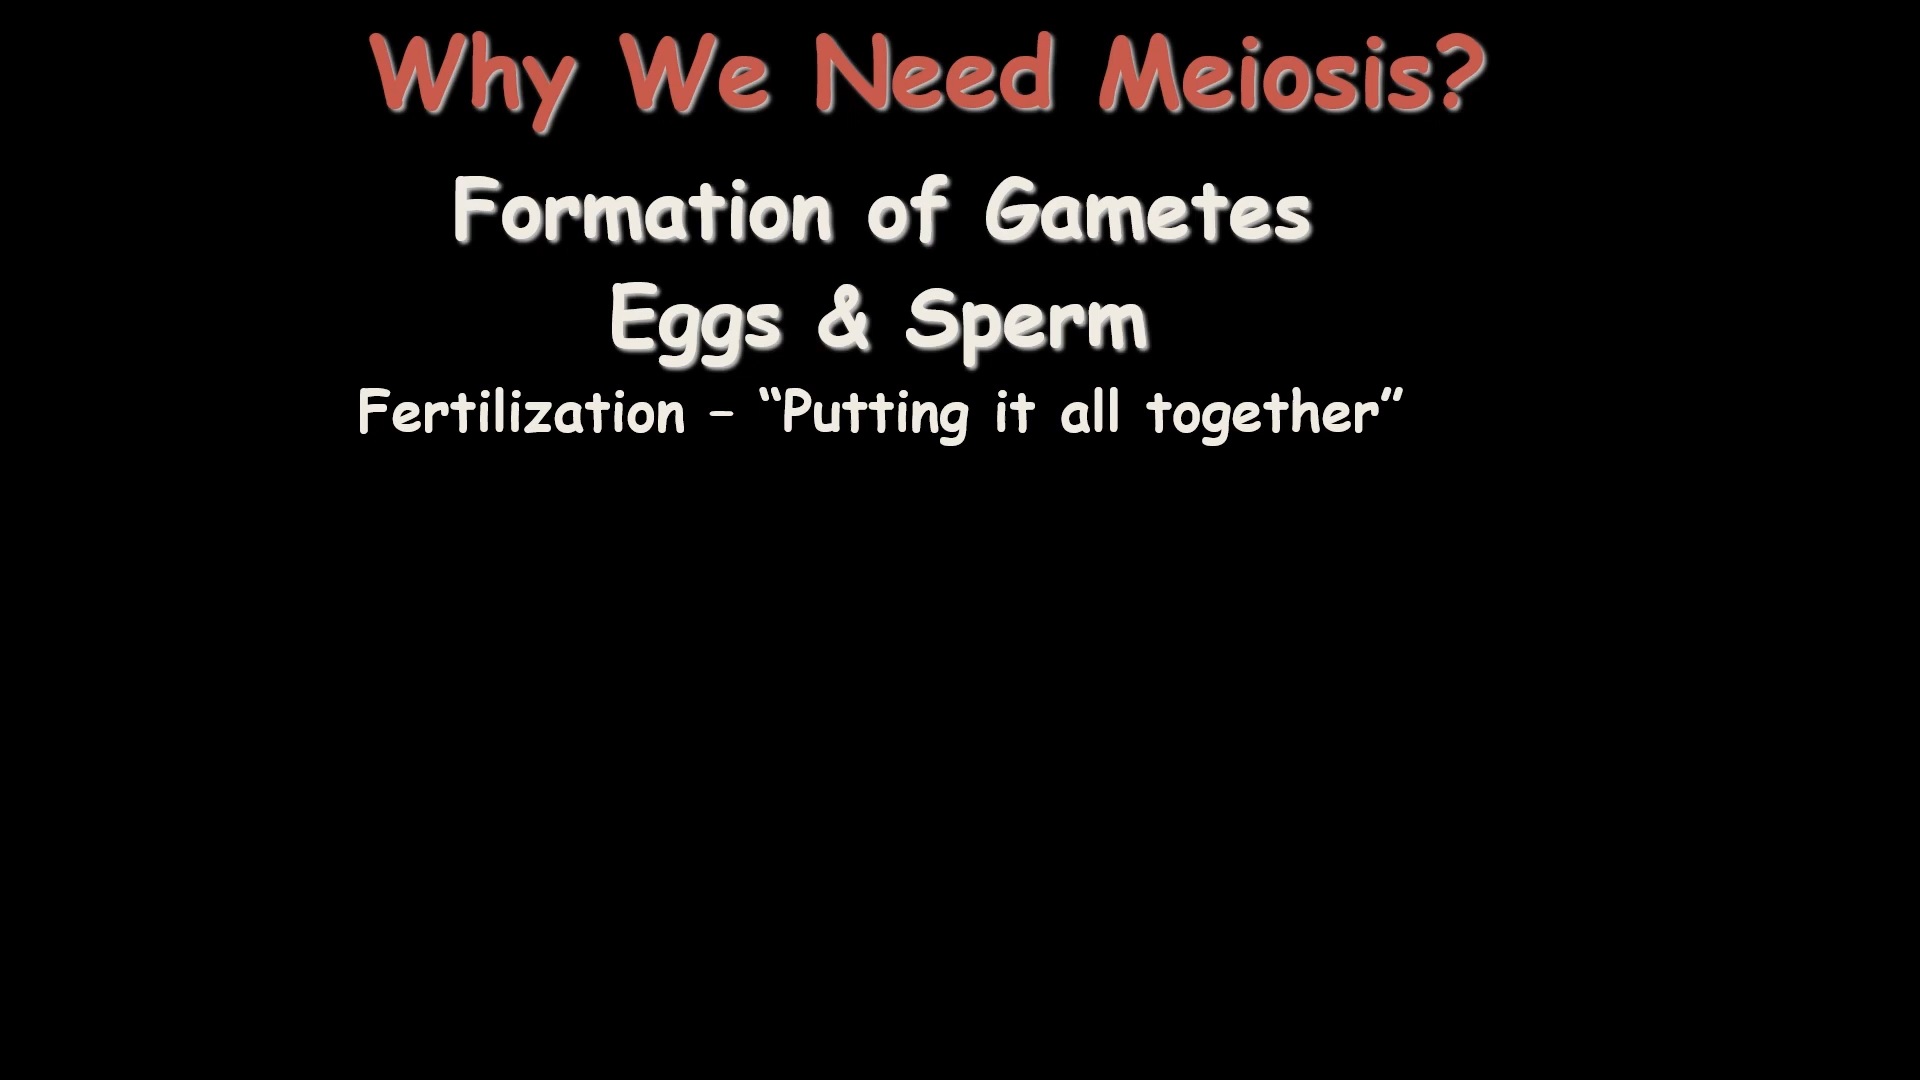 Why We Need Meiosis?
Formation of Gametes
Eggs & Sperm
Fertilization – “Putting it all together”